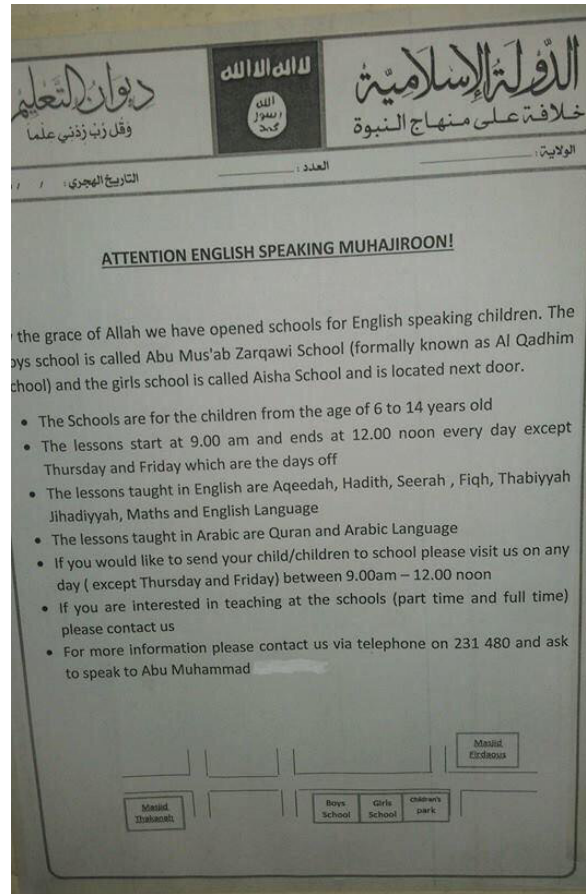 الدولة الإسلامية
خلافة على منهاج النبوة
لا اله الا الله
الله
رسول
محمد
ديوان التعليم
وَقُل رَّبِّ زِدْنِي عِلْمًا
الولاية:
العدد:
التاريخ الهجري: / /
ATTENTION ENGLISH SPEAKING MUHAJIROON!
the grace of Allah we have opened schools for English speaking children. The
oys school is called Abu Mus'ab Zarqawi School (formally known as Al Qadhim
chool) and the girls school is called Aisha School and is located next door.
• The Schools are for the children from the age of 6 to 14 years old
• The lessons start at 9.00 am and ends at 12.00 noon every day except
Thursday and Friday which are the days off
• The lessons taught in English are Aqeedah, Hadith, Seerah , Fiqh, Thabiyyah
Jihadiyyah, Maths and English Language
• The lessons taught in Arabic are Quran and Arabic Language
• If you would like to send your child/children to school please visit us on any
day ( except Thursday and Friday) between 9.00am – 12.00 noon
• If you are interested in teaching at the schools (part time and full time)
please contact us
• For more information please contact us via telephone on 231 480 and ask
to speak to Abu Muhammad
Masjid
Firdaous
Masjid
Thakanah
Boys
School
Girls
School
Children's
park